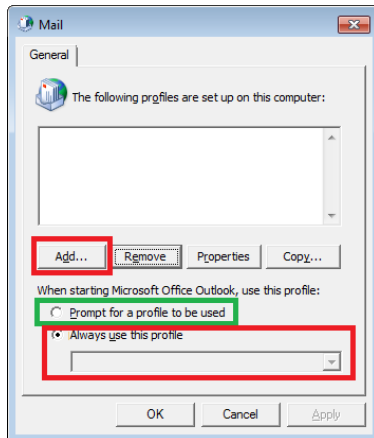 Mail
General
The following profiles are set up on this computer:
Add...
Remove
Properties
Copy...
When starting Microsoft Office Outlook, use this profile:
Prompt for a profile to be used
Always use this profile
OK
Cancel
Apply